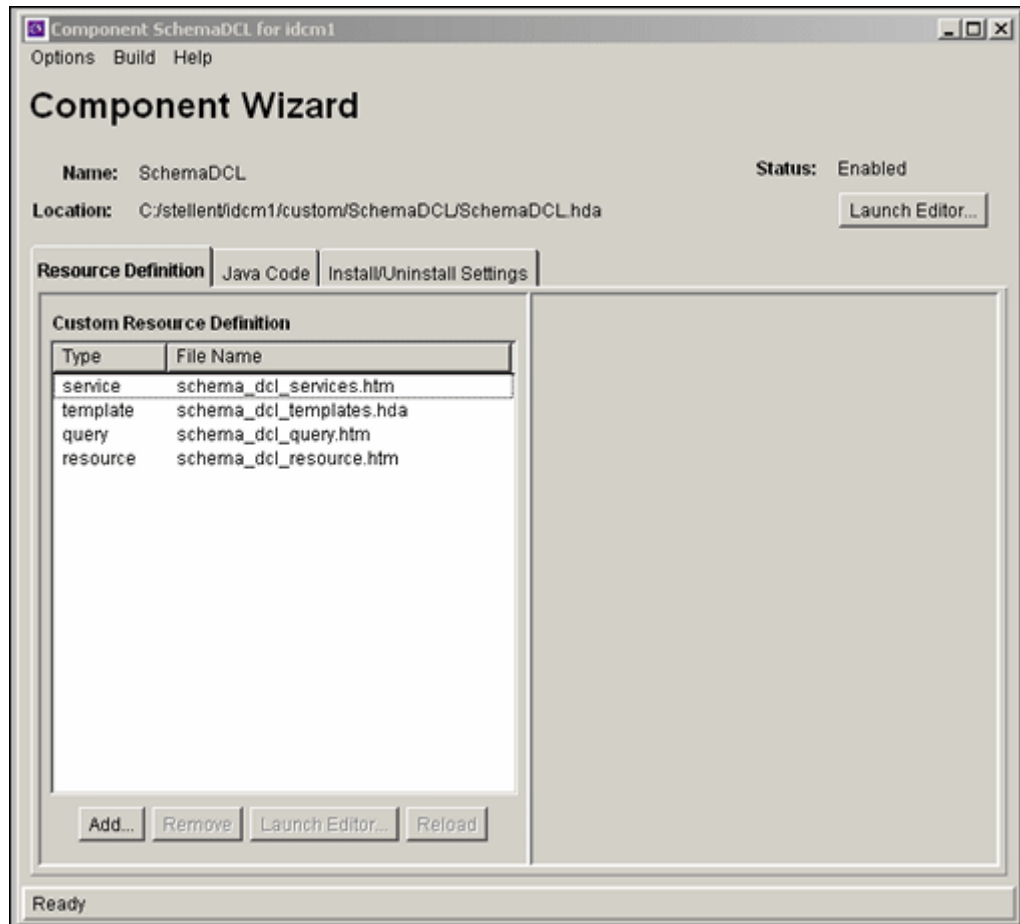 Component SchemaDCL for idcm1
Options Build Help
Component Wizard
Name: SchemaDCL Status: Enabled
Location: C:/stellent/idcm1/custom/SchemaDCL/SchemaDCL.hda Launch Editor...
Resource Definition Java Code Install/Uninstall Settings
Custom Resource Definition
Type File Name
service schema_dcl_services.htm
template schema_dcl_templates.hda
query schema_dcl_query.htm
resource schema_dcl_resource.htm
Add... Remove Launch Editor... Reload
Ready